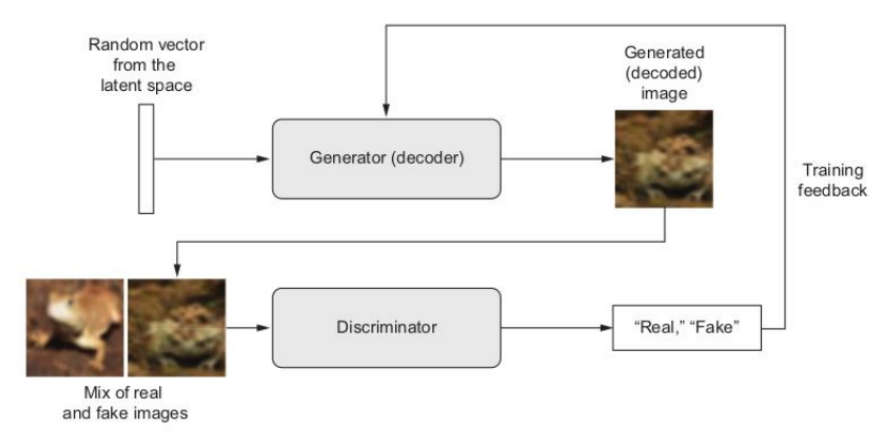 Random vector
from the
latent space
Generator (decoder)
Generated
(decoded)
image
Training
feedback
Mix of real
and fake images
Discriminator
“Real,” “Fake”